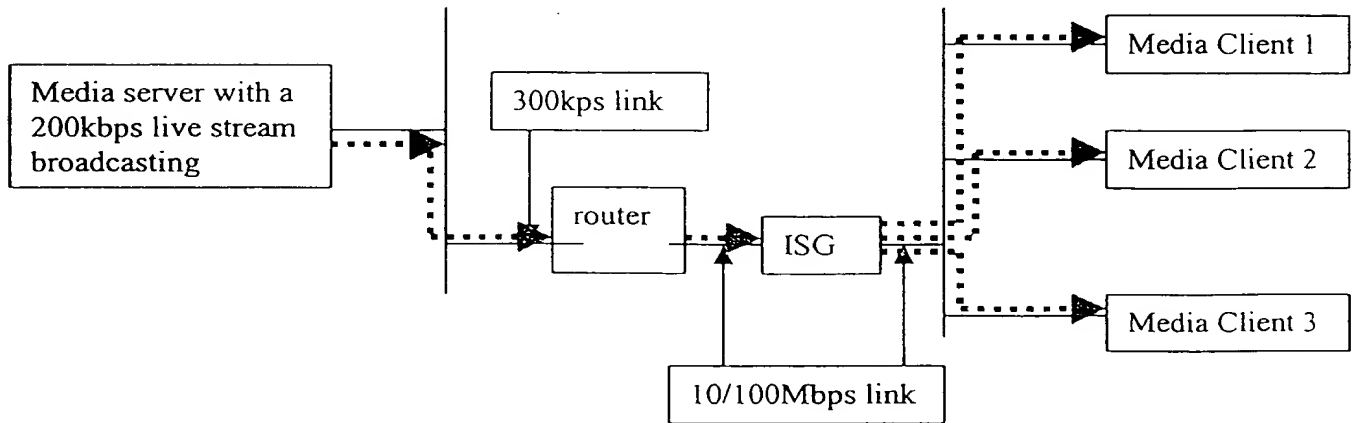 Media server with a
200kbps live stream
broadcasting
300kps link
router
ISG
10/100Mbps link
Media Client 1
Media Client 2
Media Client 3